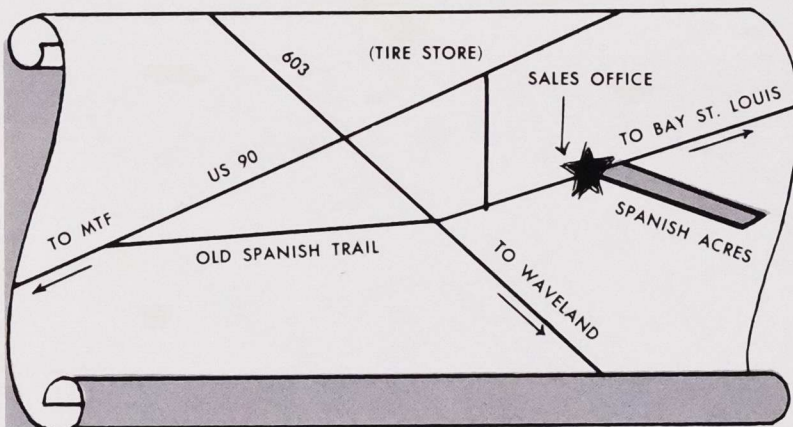 603
(TIRE STORE)
SALES OFFICE
TO BAY ST. LOUIS
US 90
TO MTF
OLD SPANISH TRAIL
SPANISH ACRES
TO WAVELAND